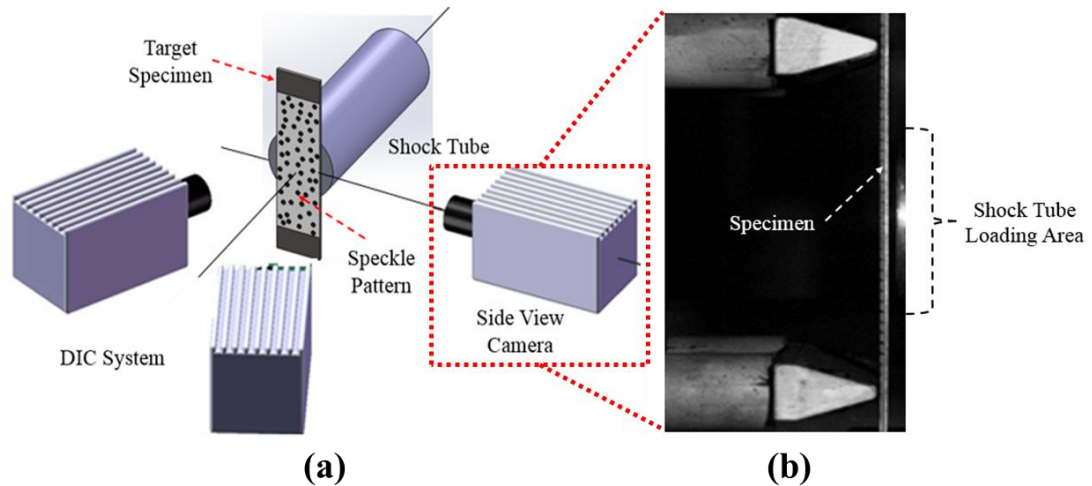 Target
Specimen
Shock Tube
Speckle
Pattern
DIC System
Side View
Camera
Specimen
Shock Tube
Loading Area
(a)
(b)